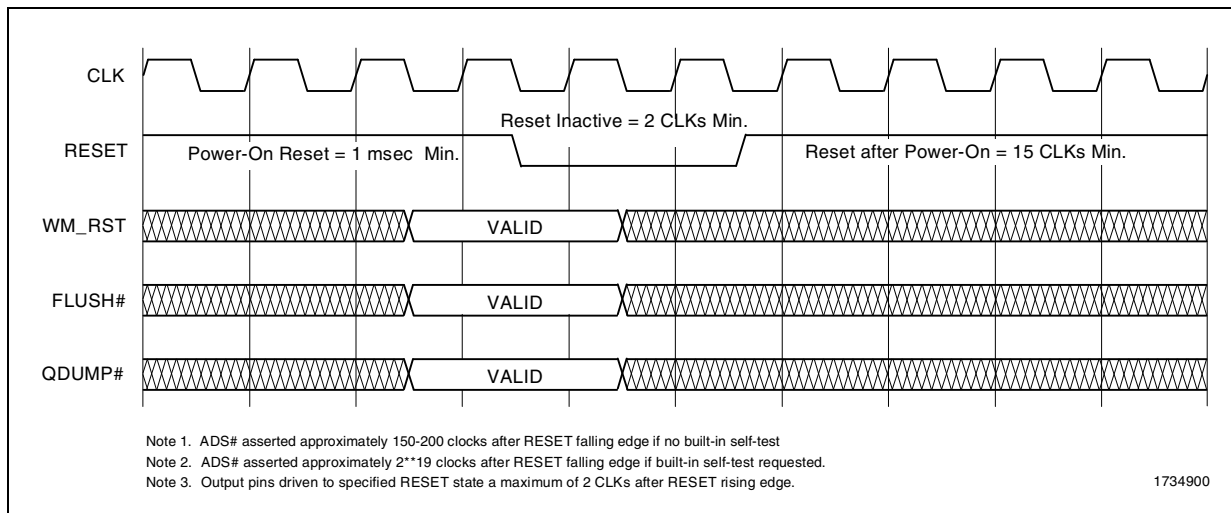 CLK
Reset Inactive = 2 CLKs Min.
RESET
Power-On Reset = 1 msec Min.
Reset after Power-On = 15 CLKs Min.
WM_RST
VALID
FLUSH#
VALID
QDUMP#
VALID
Note 1. ADS# asserted approximately 150-200 clocks after RESET falling edge if no built-in self-test
Note 2. ADS# asserted approximately 2**19 clocks after RESET falling edge if built-in self-test requested.
Note 3. Output pins driven to specified RESET state a maximum of 2 CLKs after RESET rising edge.
1734900